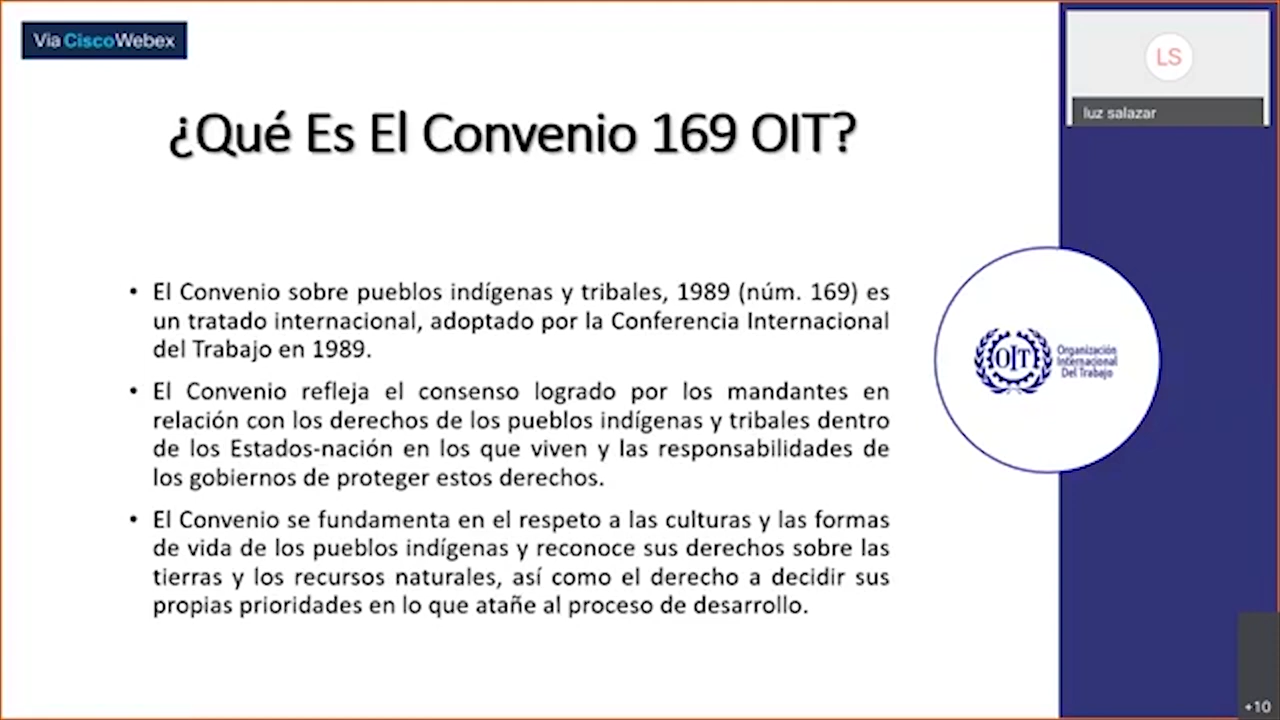 Vía CiscoWebex
LS
luz salazar
¿Qué Es El Convenio 169 OIT?
• El Convenio sobre pueblos indígenas y tribales, 1989 (núm. 169) es
un tratado internacional, adoptado por la Conferencia Internacional
del Trabajo en 1989.
• El Convenio refleja el consenso logrado por los mandantes en
relación con los derechos de los pueblos indígenas y tribales dentro
de los Estados-nación en los que viven y las responsabilidades de
los gobiernos de proteger estos derechos.
• El Convenio se fundamenta en el respeto a las culturas y las formas
de vida de los pueblos indígenas y reconoce sus derechos sobre las
tierras y los recursos naturales, así como el derecho a decidir sus
propias prioridades en lo que atañe al proceso de desarrollo.
OIT
Organización
Internacional
Del Trabajo
+10